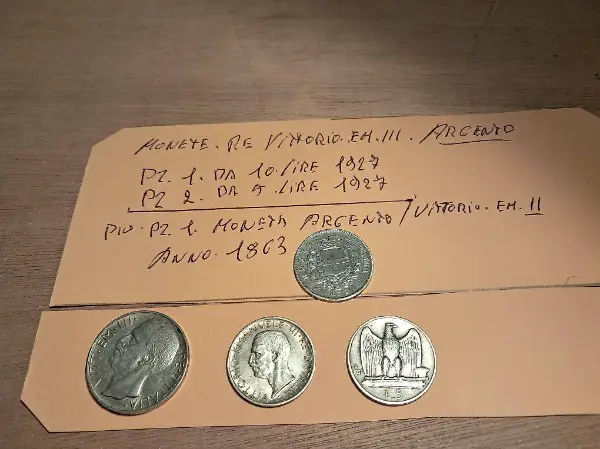 MONETE. RE VITTORIO. EM. III. ARGENTO
PZ. 1. DA 10. LIRE 1927
PZ 2. DA 5. LIRE 1927
PIU. PZ 1. MONETA ARGENTO / VITTORIO. EM. II
ANNO. 1863
L. 5